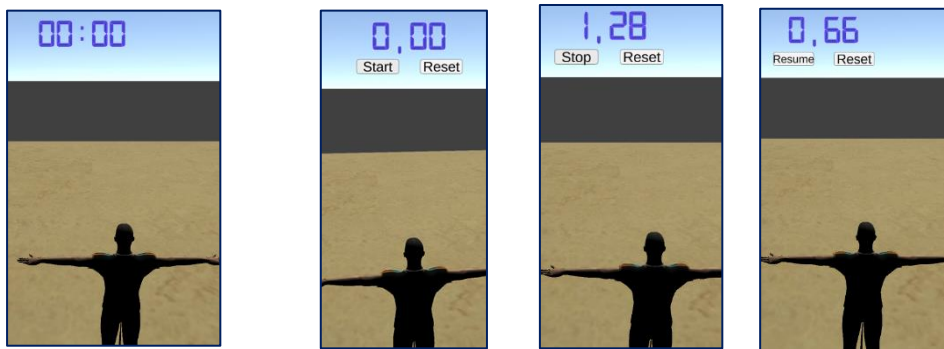 00:00
0,00
Start Reset
1,28
Stop Reset
0,66
Resume Reset